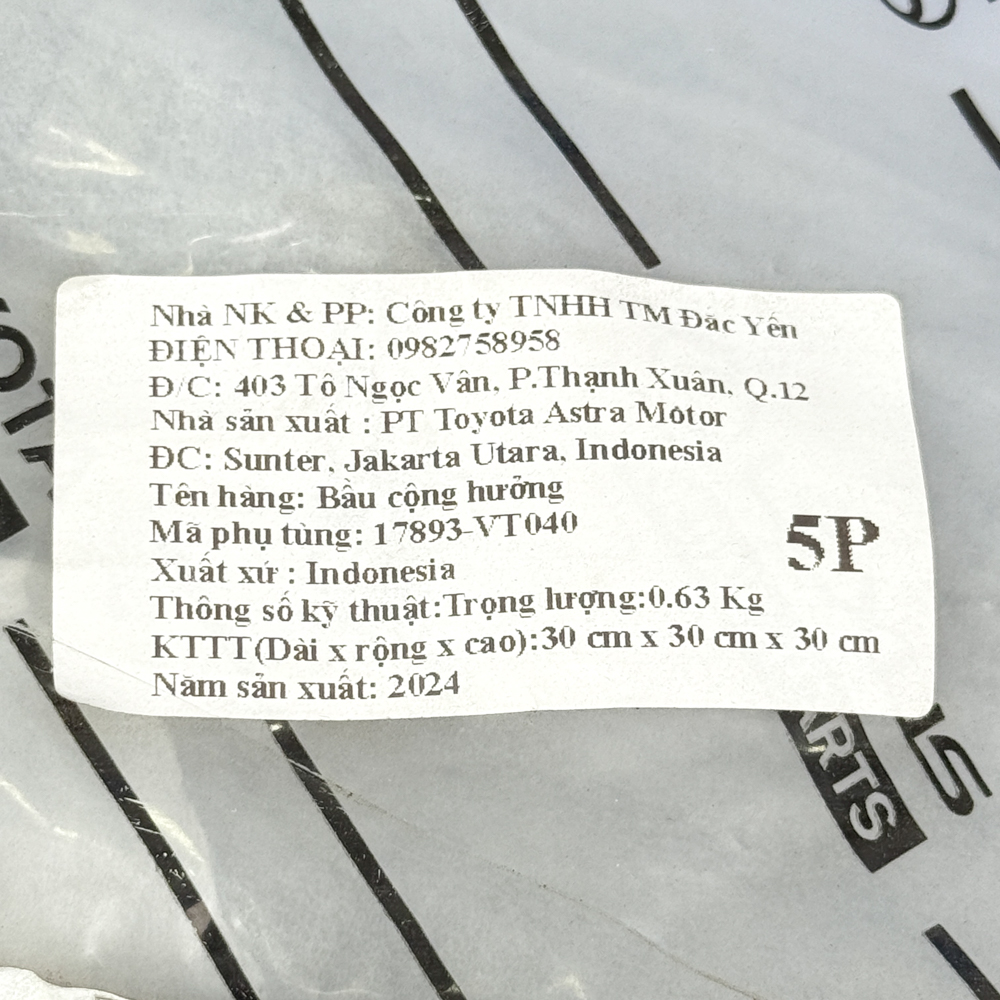 Nhà NK & PP: Công ty TNHH TM Đăc Yến
ĐIỆN THOẠI: 0982758958
Đ/C: 403 Tô Ngọc Vân, P.Thạnh Xuân, Q.12
Nhà sản xuất : PT Toyota Astra Motor
ĐC: Sunter, Jakarta Utara, Indonesia
Tên hàng: Bầu cộng hưởng
Mã phụ tùng: 17893-VT040
5P
Xuất xứ : Indonesia
Thông số kỹ thuật:Trọng lượng:0.63 Kg
KTTT(Dài x rộng x cao):30 cm x 30 cm x 30 cm
Năm sản xuất: 2024